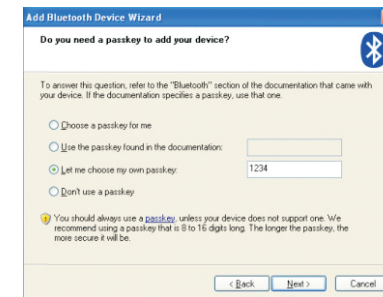 Add Bluetooth Device Wizard
Do you need a passkey to add your device?
To answer this question, refer to the "Bluetooth" section of the documentation that came with
your device. If the documentation specifies a passkey, use that one.
Choose a passkey for me
Use the passkey found in the documentation:
Let me choose my own passkey:
1234
Don't use a passkey
You should always use a passkey, unless your device does not support one. We
recommend using a passkey that is 8 to 16 digits long. The longer the passkey, the
more secure it will be.
< Back
Next >
Cancel